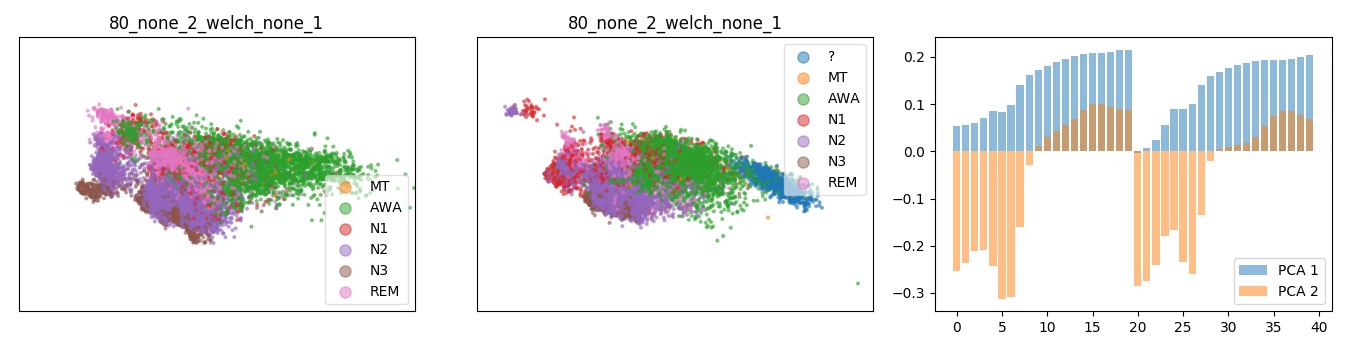 80_none_2_welch_none_1
MT
AWA
N1
N2
N3
REM
80_none_2_welch_none_1
?
MT
AWA
N1
N2
N3
REM
0.2
0.1
0.0
−0.1
−0.2
−0.3
0 5 10 15 20 25 30 35 40
PCA 1
PCA 2